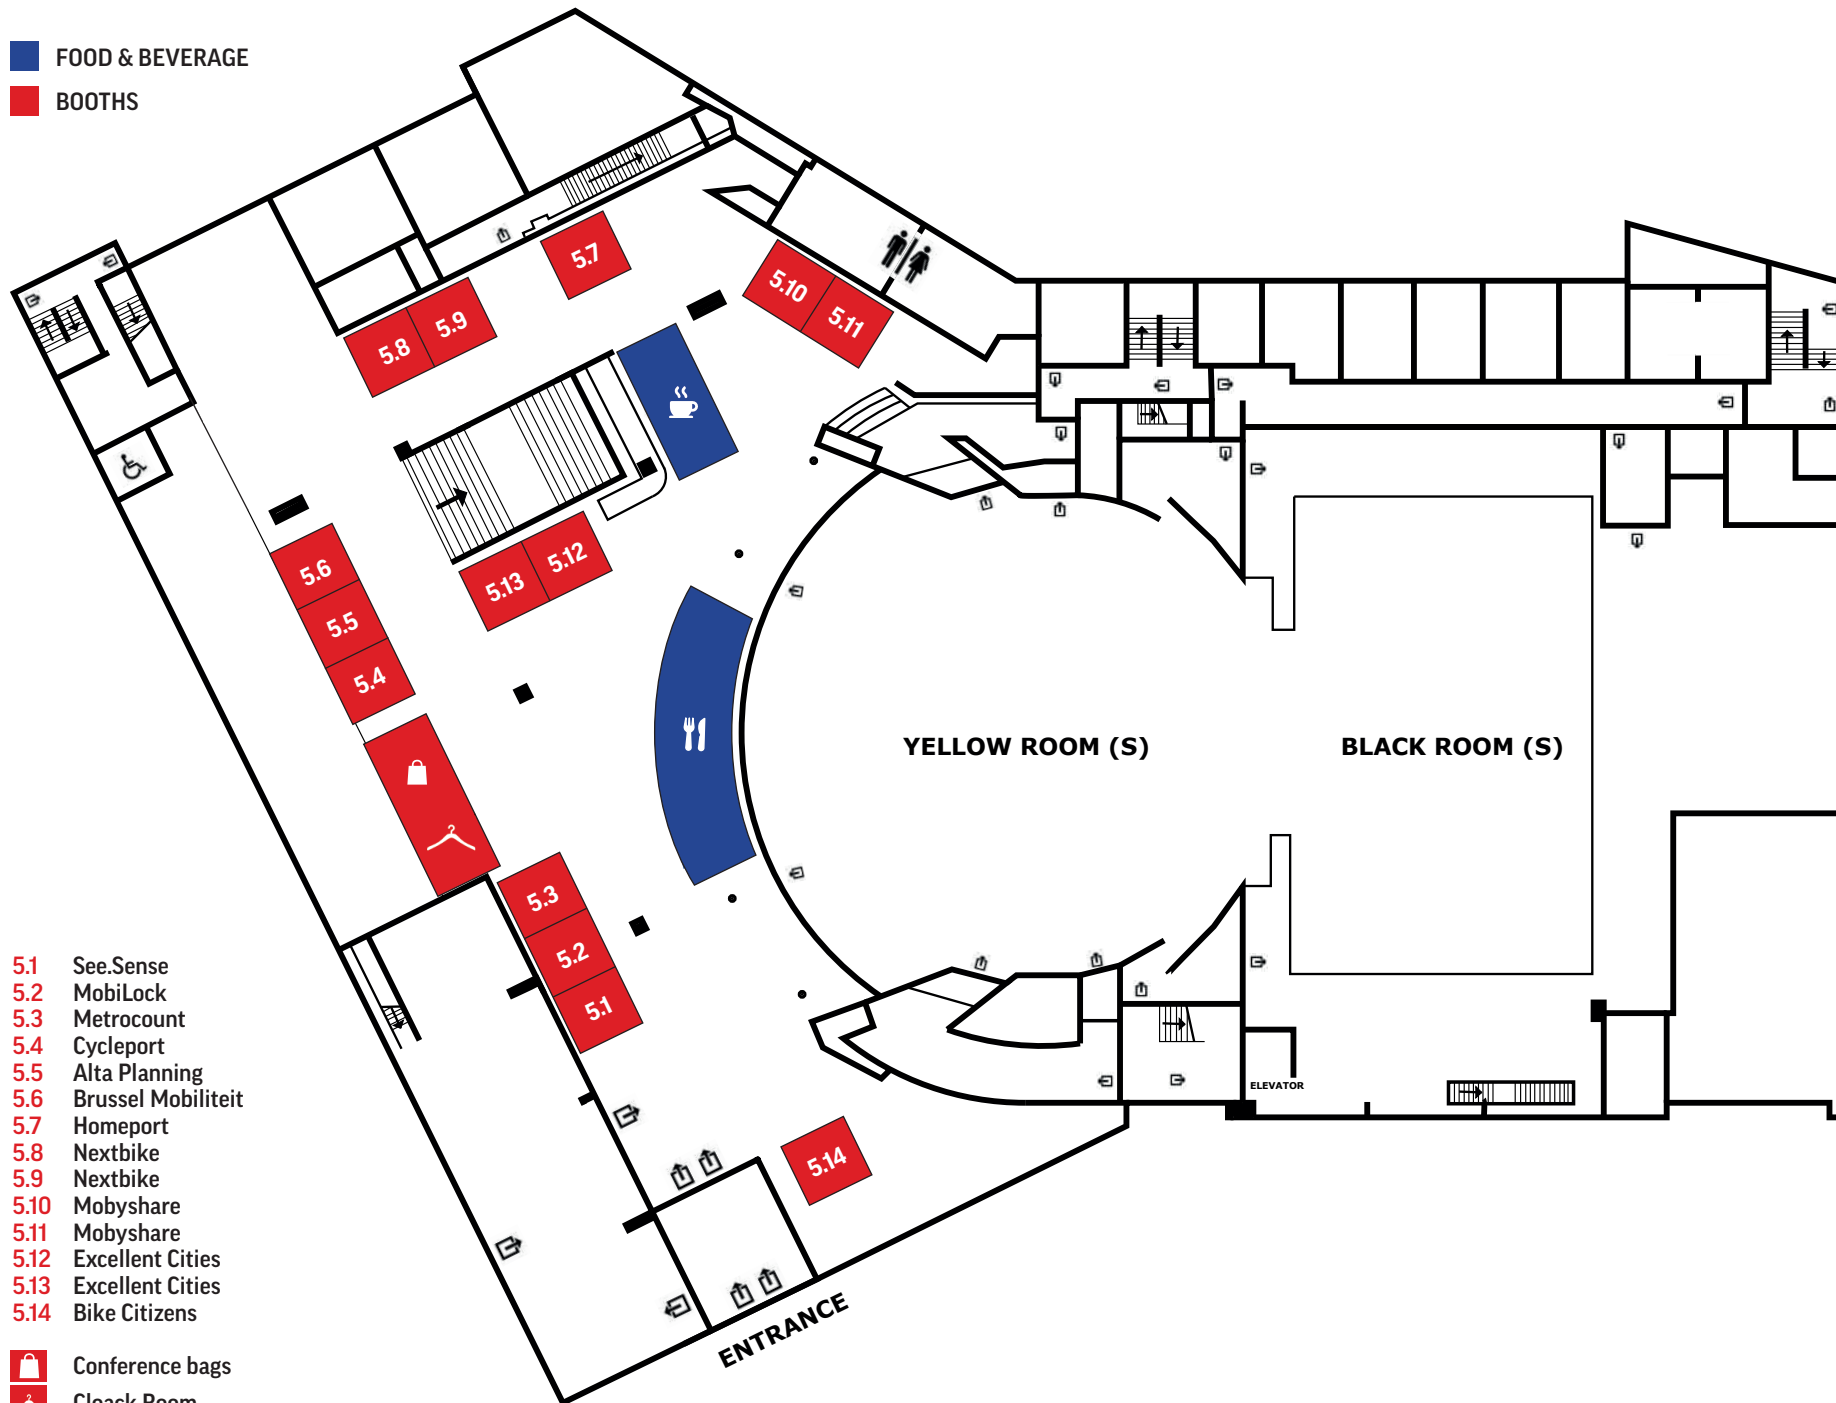 FOOD & BEVERAGE
BOOTHS
5.7
5.10
5.11
5.9
5.8
5.6
5.5
5.4
5.12
5.13
YELLOW ROOM (S)
BLACK ROOM (S)
5.3
5.2
5.1
5.14
ELEVATOR
ENTRANCE
5.1 See.Sense
5.2 MobiLock
5.3 Metrocount
5.4 Cycleport
5.5 Alta Planning
5.6 Brussel Mobiliteit
5.7 Homeport
5.8 Nextbike
5.9 Nextbike
5.10 Mobyshare
5.11 Mobyshare
5.12 Excellent Cities
5.13 Excellent Cities
5.14 Bike Citizens
Conference bags
Cloack Room